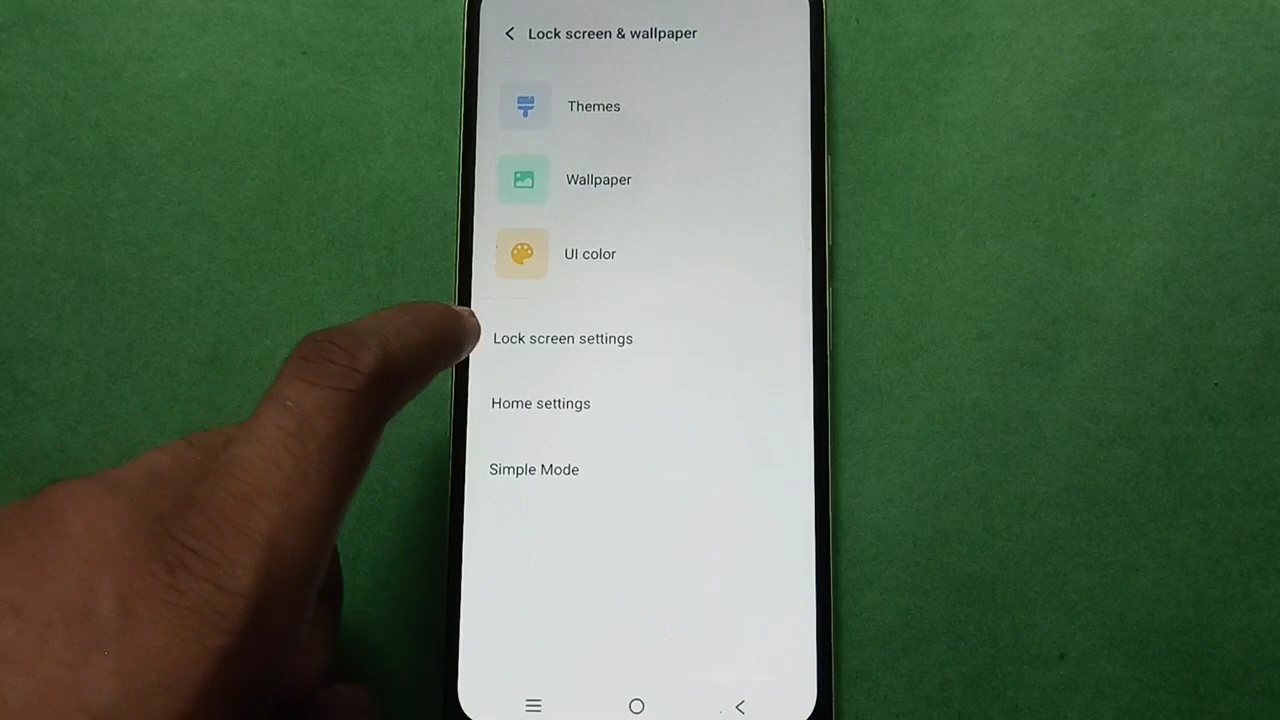 Lock screen & wallpaper
Themes
Wallpaper
UI color
Lock screen settings
Home settings
Simple Mode